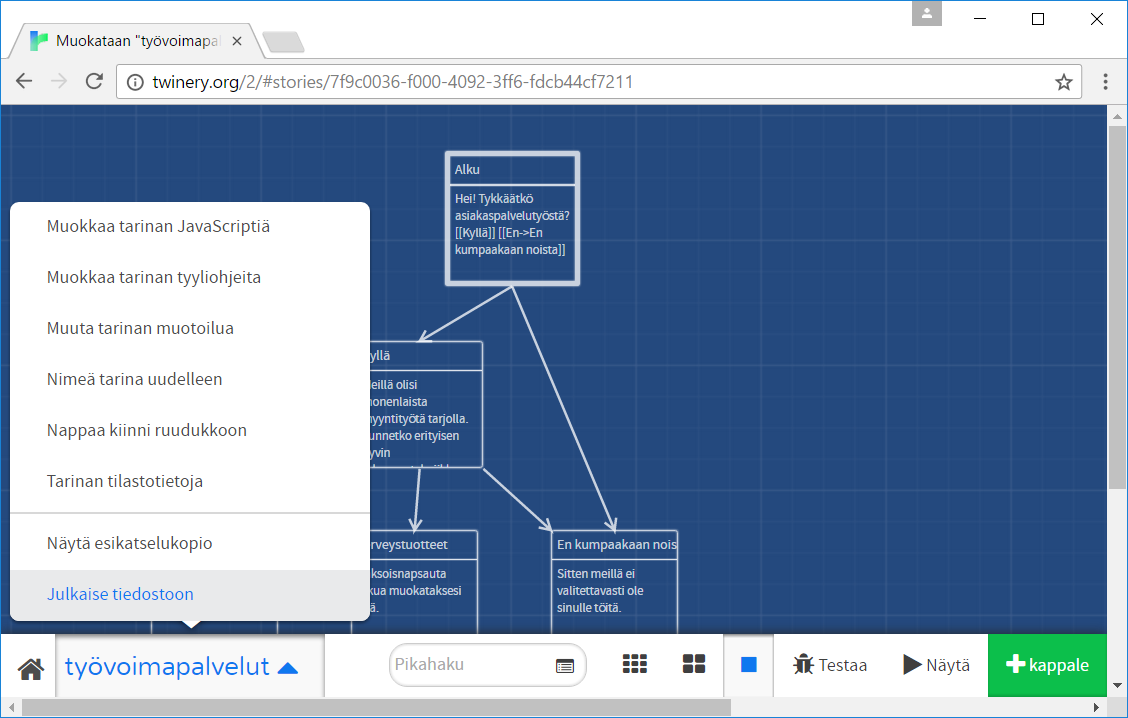 Muokataan "työvoimapal
twinery.org/2/#stories/7f9c0036-f000-4092-3ff6-fdcb44cf7211
Alku
Hei! Tykkäätkö
asiakaspalvelutyöstä?
[[Kyllä]] [[En->En
kumpaakaan noista]]
Muokkaa tarinan JavaScriptiä
Muokkaa tarinan tyyliohjeita
Muuta tarinan muotoilua
Nimeä tarina uudelleen
Nappaa kiinni ruudukkoon
Tarinan tilastotietoja
Näytä esikatselukopio
Julkaise tiedostoon
yllä
eillä olisi
onenlaista
yyntityötä tarjolla.
unnetko erityisen
yvin
rveystuotteet
ksoisnapsauta
kua muokataksesi
ä.
En kumpaakaan nois
Sitten meillä ei
valitettavasti ole
sinulle töitä.
työvoimapalvelut
Pikahaku
Testaa
Näytä
kappale